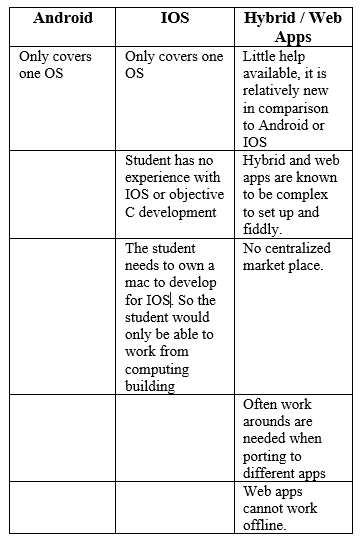 Android
IOS
Hybrid / Web
Apps
Only covers
one OS
Only covers one
OS
Little help
available, it is
relatively new
in comparison
to Android or
IOS
Student has no
experience with
IOS or objective
C development
Hybrid and web
apps are known
to be complex
to set up and
fiddly.
The student
needs to own a
mac to develop
for IOS. So the
student would
only be able to
work from
computing
building
No centralized
market place.
Often work
arounds are
needed when
porting to
different apps
Web apps
cannot work
offline.